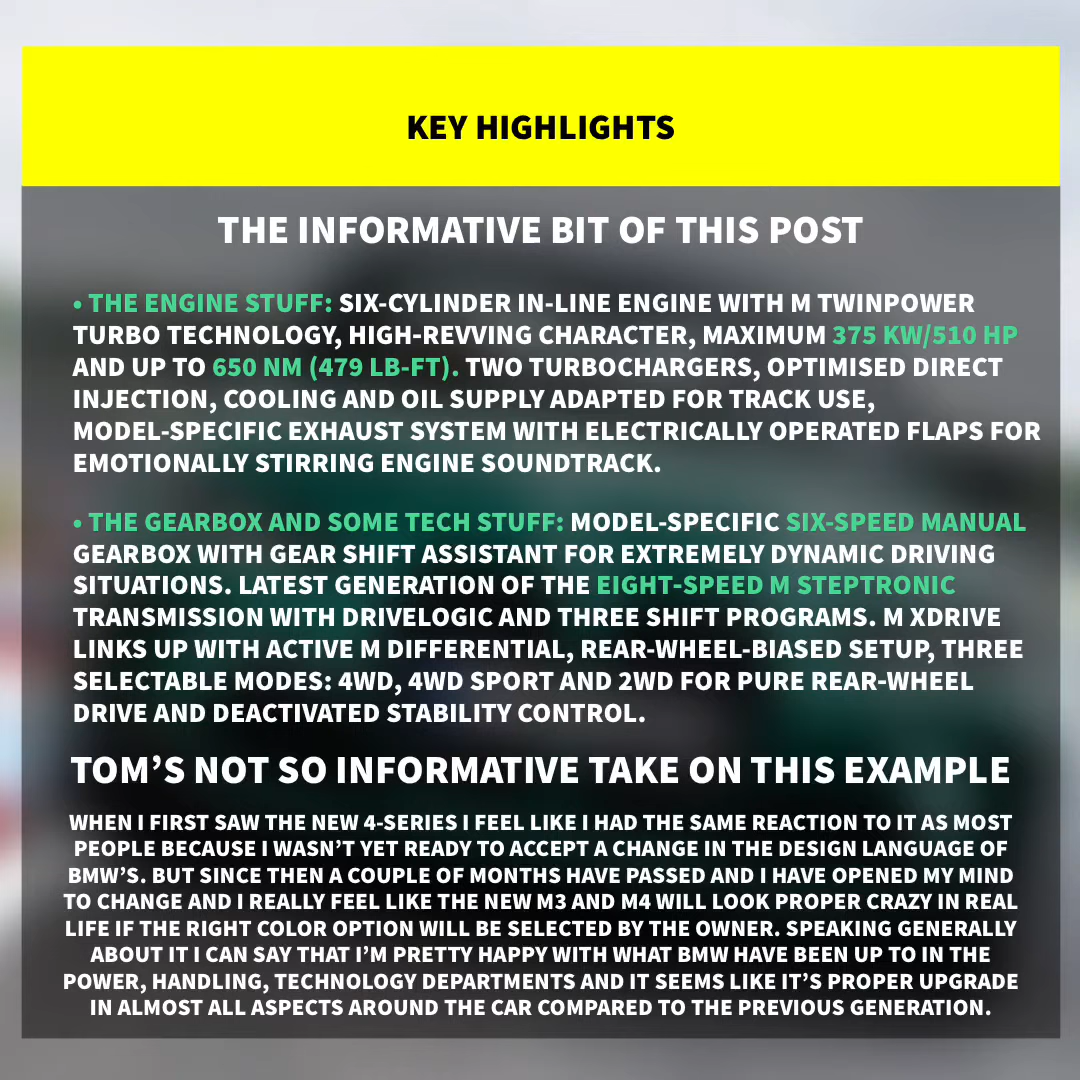 KEY HIGHLIGHTS
THE INFORMATIVE BIT OF THIS POST
• THE ENGINE STUFF: SIX-CYLINDER IN-LINE ENGINE WITH M TWINPOWER
TURBO TECHNOLOGY, HIGH-REVVING CHARACTER, MAXIMUM 375 KW/510 HP
AND UP TO 650 NM (479 LB-FT). TWO TURBOCHARGERS, OPTIMISED DIRECT
INJECTION, COOLING AND OIL SUPPLY ADAPTED FOR TRACK USE,
MODEL-SPECIFIC EXHAUST SYSTEM WITH ELECTRICALLY OPERATED FLAPS FOR
EMOTIONALLY STIRRING ENGINE SOUNDTRACK.
• THE GEARBOX AND SOME TECH STUFF: MODEL-SPECIFIC SIX-SPEED MANUAL
GEARBOX WITH GEAR SHIFT ASSISTANT FOR EXTREMELY DYNAMIC DRIVING
SITUATIONS. LATEST GENERATION OF THE EIGHT-SPEED M STEPTRONIC
TRANSMISSION WITH DRIVELOGIC AND THREE SHIFT PROGRAMS. M XDRIVE
LINKS UP WITH ACTIVE M DIFFERENTIAL, REAR-WHEEL-BIASED SETUP, THREE
SELECTABLE MODES: 4WD, 4WD SPORT AND 2WD FOR PURE REAR-WHEEL
DRIVE AND DEACTIVATED STABILITY CONTROL.
TOM'S NOT SO INFORMATIVE TAKE ON THIS EXAMPLE
WHEN I FIRST SAW THE NEW 4-SERIES I FEEL LIKE I HAD THE SAME REACTION TO IT AS MOST
PEOPLE BECAUSE I WASN'T YET READY TO ACCEPT A CHANGE IN THE DESIGN LANGUAGE OF
BMW'S. BUT SINCE THEN A COUPLE OF MONTHS HAVE PASSED AND I HAVE OPENED MY MIND
TO CHANGE AND I REALLY FEEL LIKE THE NEW M3 AND M4 WILL LOOK PROPER CRAZY IN REAL
LIFE IF THE RIGHT COLOR OPTION WILL BE SELECTED BY THE OWNER. SPEAKING GENERALLY
ABOUT IT I CAN SAY THAT I'M PRETTY HAPPY WITH WHAT BMW HAVE BEEN UP TO IN THE
POWER, HANDLING, TECHNOLOGY DEPARTMENTS AND IT SEEMS LIKE IT'S PROPER UPGRADE
IN ALMOST ALL ASPECTS AROUND THE CAR COMPARED TO THE PREVIOUS GENERATION.